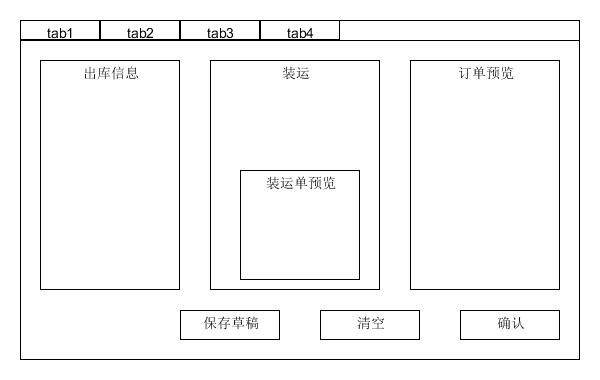 tab1
tab2
tab3
tab4
出库信息
装运
订单预览
装运单预览
保存草稿
清空
确认